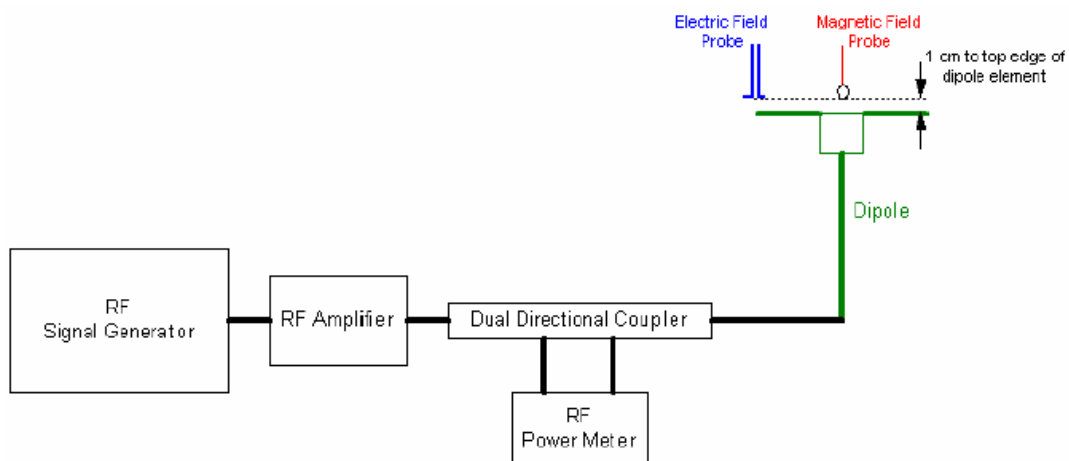 Electric Field
Probe
Magnetic Field
Probe
1 cm to top edge of
dipole element
Dipole
RF
Signal Generator
RF Amplifier
Dual Directional Coupler
RF
Power Meter